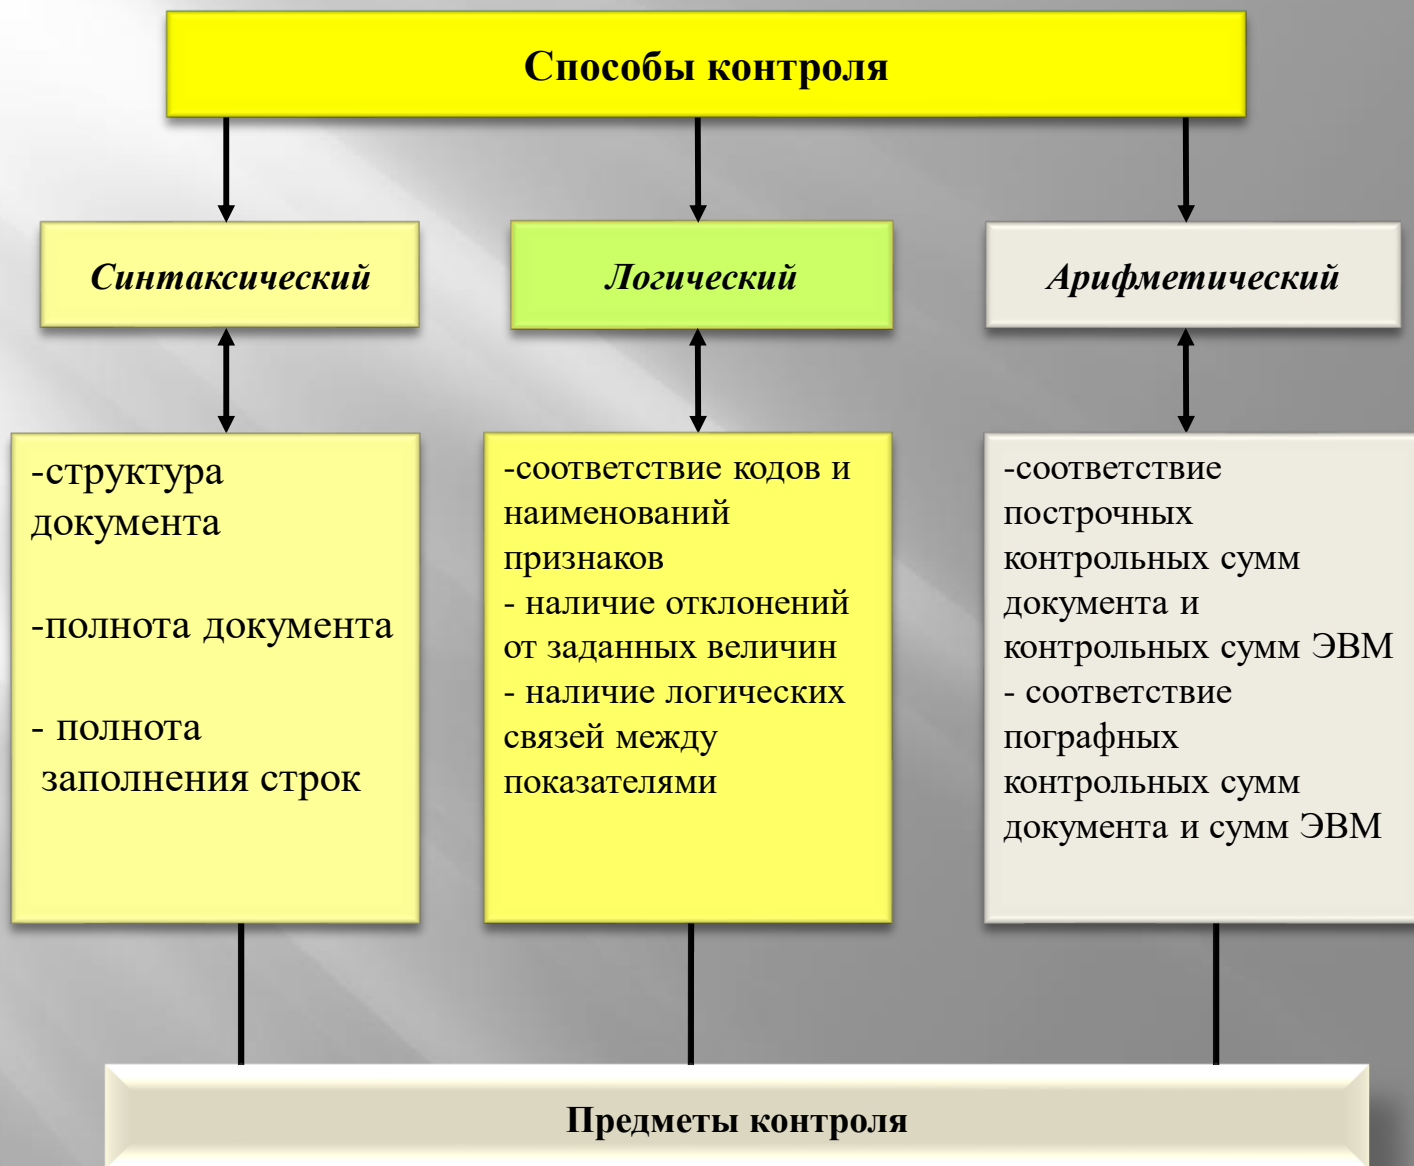 Способы контроля
Синтаксический
Логический
Арифметический
-структура
документа
-полнота документа
- полнота
заполнения строк
-соответствие кодов и
наименований
признаков
- наличие отклонений
от заданных величин
- наличие логических
связей между
показателями
-соответствие
построчных
контрольных сумм
документа и
контрольных сумм ЭВМ
- соответствие
пографных
контрольных сумм
документа и сумм ЭВМ
Предметы контроля